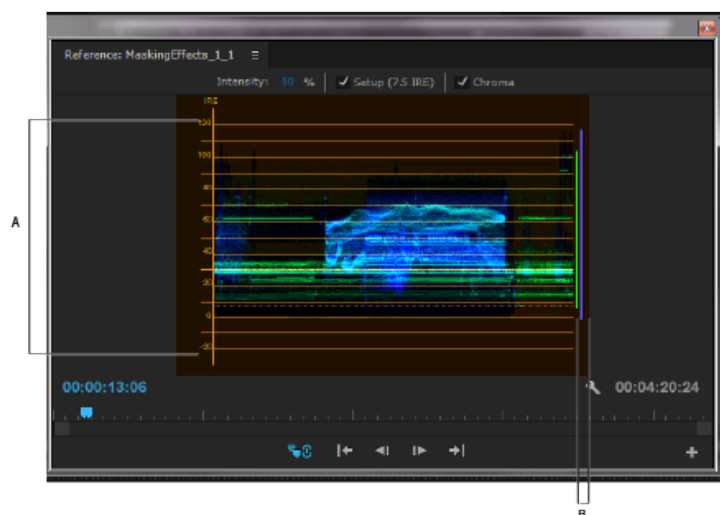 Reference: MaskingEffects_1_1
Intensity: 50 % Setup (7.5 IRE) Chroma
IRE
120
100
80
60
40
20
0
-20
A
00:00:13:06 00:04:20:24
B